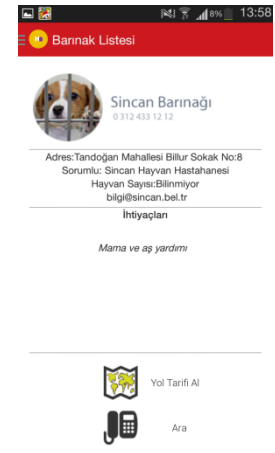 8% 13:58
Barınak Listesi
Sincan Barınağı
0 312 433 12 12
Adres:Tandoğan Mahallesi Billur Sokak No:8
Sorumlu: Sincan Hayvan Hastahanesi
Hayvan Sayısı:Bilinmiyor
bilgi@sincan.bel.tr
İhtiyaçları
Mama ve aş yardımı
Yol Tarifi Al
Ara